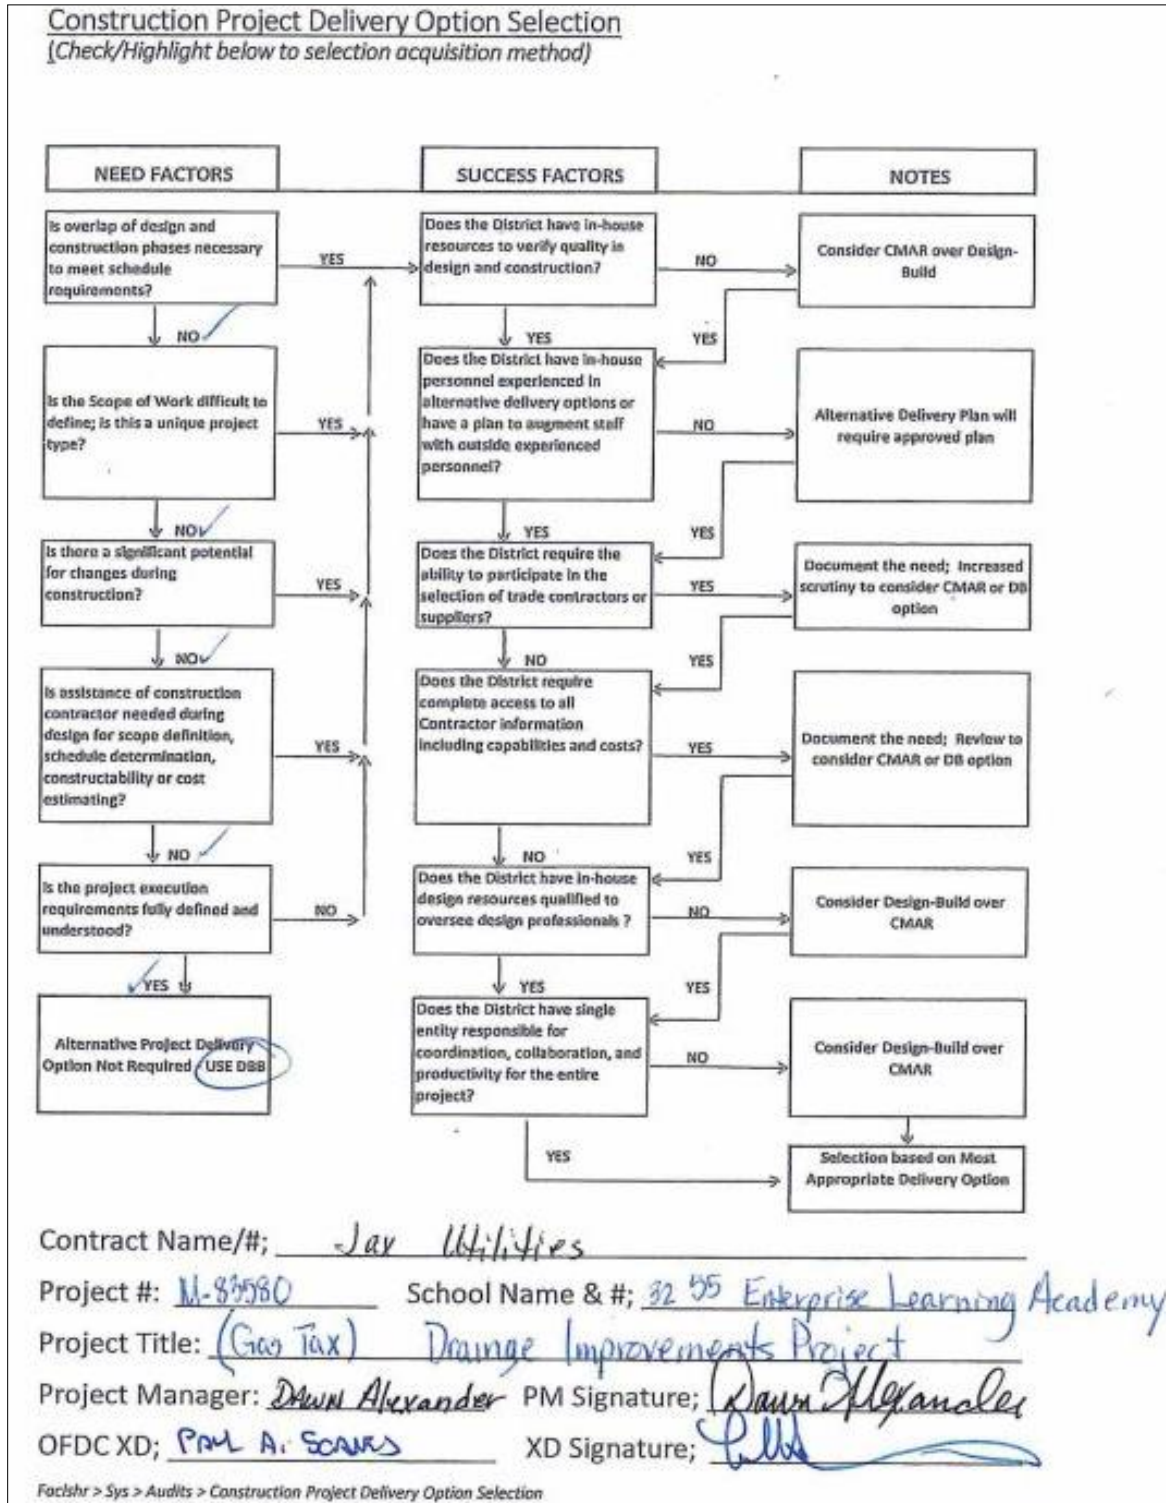 Construction Project Delivery Option Selection
(Check/Highlight below to selection acquisition method)
NEED FACTORS
SUCCESS FACTORS
NOTES
Is overlap of design and
construction phases necessary
to meet schedule
requirements?
YES
Does the District have in-house
resources to verify quality in
design and construction?
NO
Consider CMAR over Design-
Build
NO
YES
YES
Is the Scope of Work difficult to
define; is this a unique project
type?
YES
Does the District have in-house
personnel experienced in
alternative delivery options or
have a plan to augment staff
with outside experienced
personnel?
NO
Alternative Delivery Plan will
require approved plan
NO
YES
YES
Is there a significant potential
for changes during
construction?
YES
Does the District require the
ability to participate in the
selection of trade contractors or
suppliers?
YES
Document the need; Increased
scrutiny to consider CMAR or DB
option
NO
NO
YES
Is assistance of construction
contractor needed during
design for scope definition,
schedule determination,
constructability or cost
estimating?
YES
Does the District require
complete access to all
Contractor information
including capabilities and costs?
YES
Document the need; Review to
consider CMAR or DB option
NO
NO
YES
Is the project execution
requirements fully defined and
understood?
NO
Does the District have in-house
design resources qualified to
oversee design professionals ?
NO
Consider Design-Build over
CMAR
YES
YES
YES
Alternative Project Delivery
Option Not Required USE DBB
Does the District have single
entity responsible for
coordination, collaboration, and
productivity for the entire
project?
NO
Consider Design-Build over
CMAR
YES
Selection based on Most
Appropriate Delivery Option
Contract Name/#; Jax Utilities
Project #: M-83580 School Name & #; 32 55 Enterprise Learning Academy
Project Title: (Gas Tax) Drainge Improvements Project
Project Manager: Dawn Alexander PM Signature; Dawn Alexander
OFDC XD; Paul A. Soares XD Signature;
Faclshr > Sys > Audits > Construction Project Delivery Option Selection